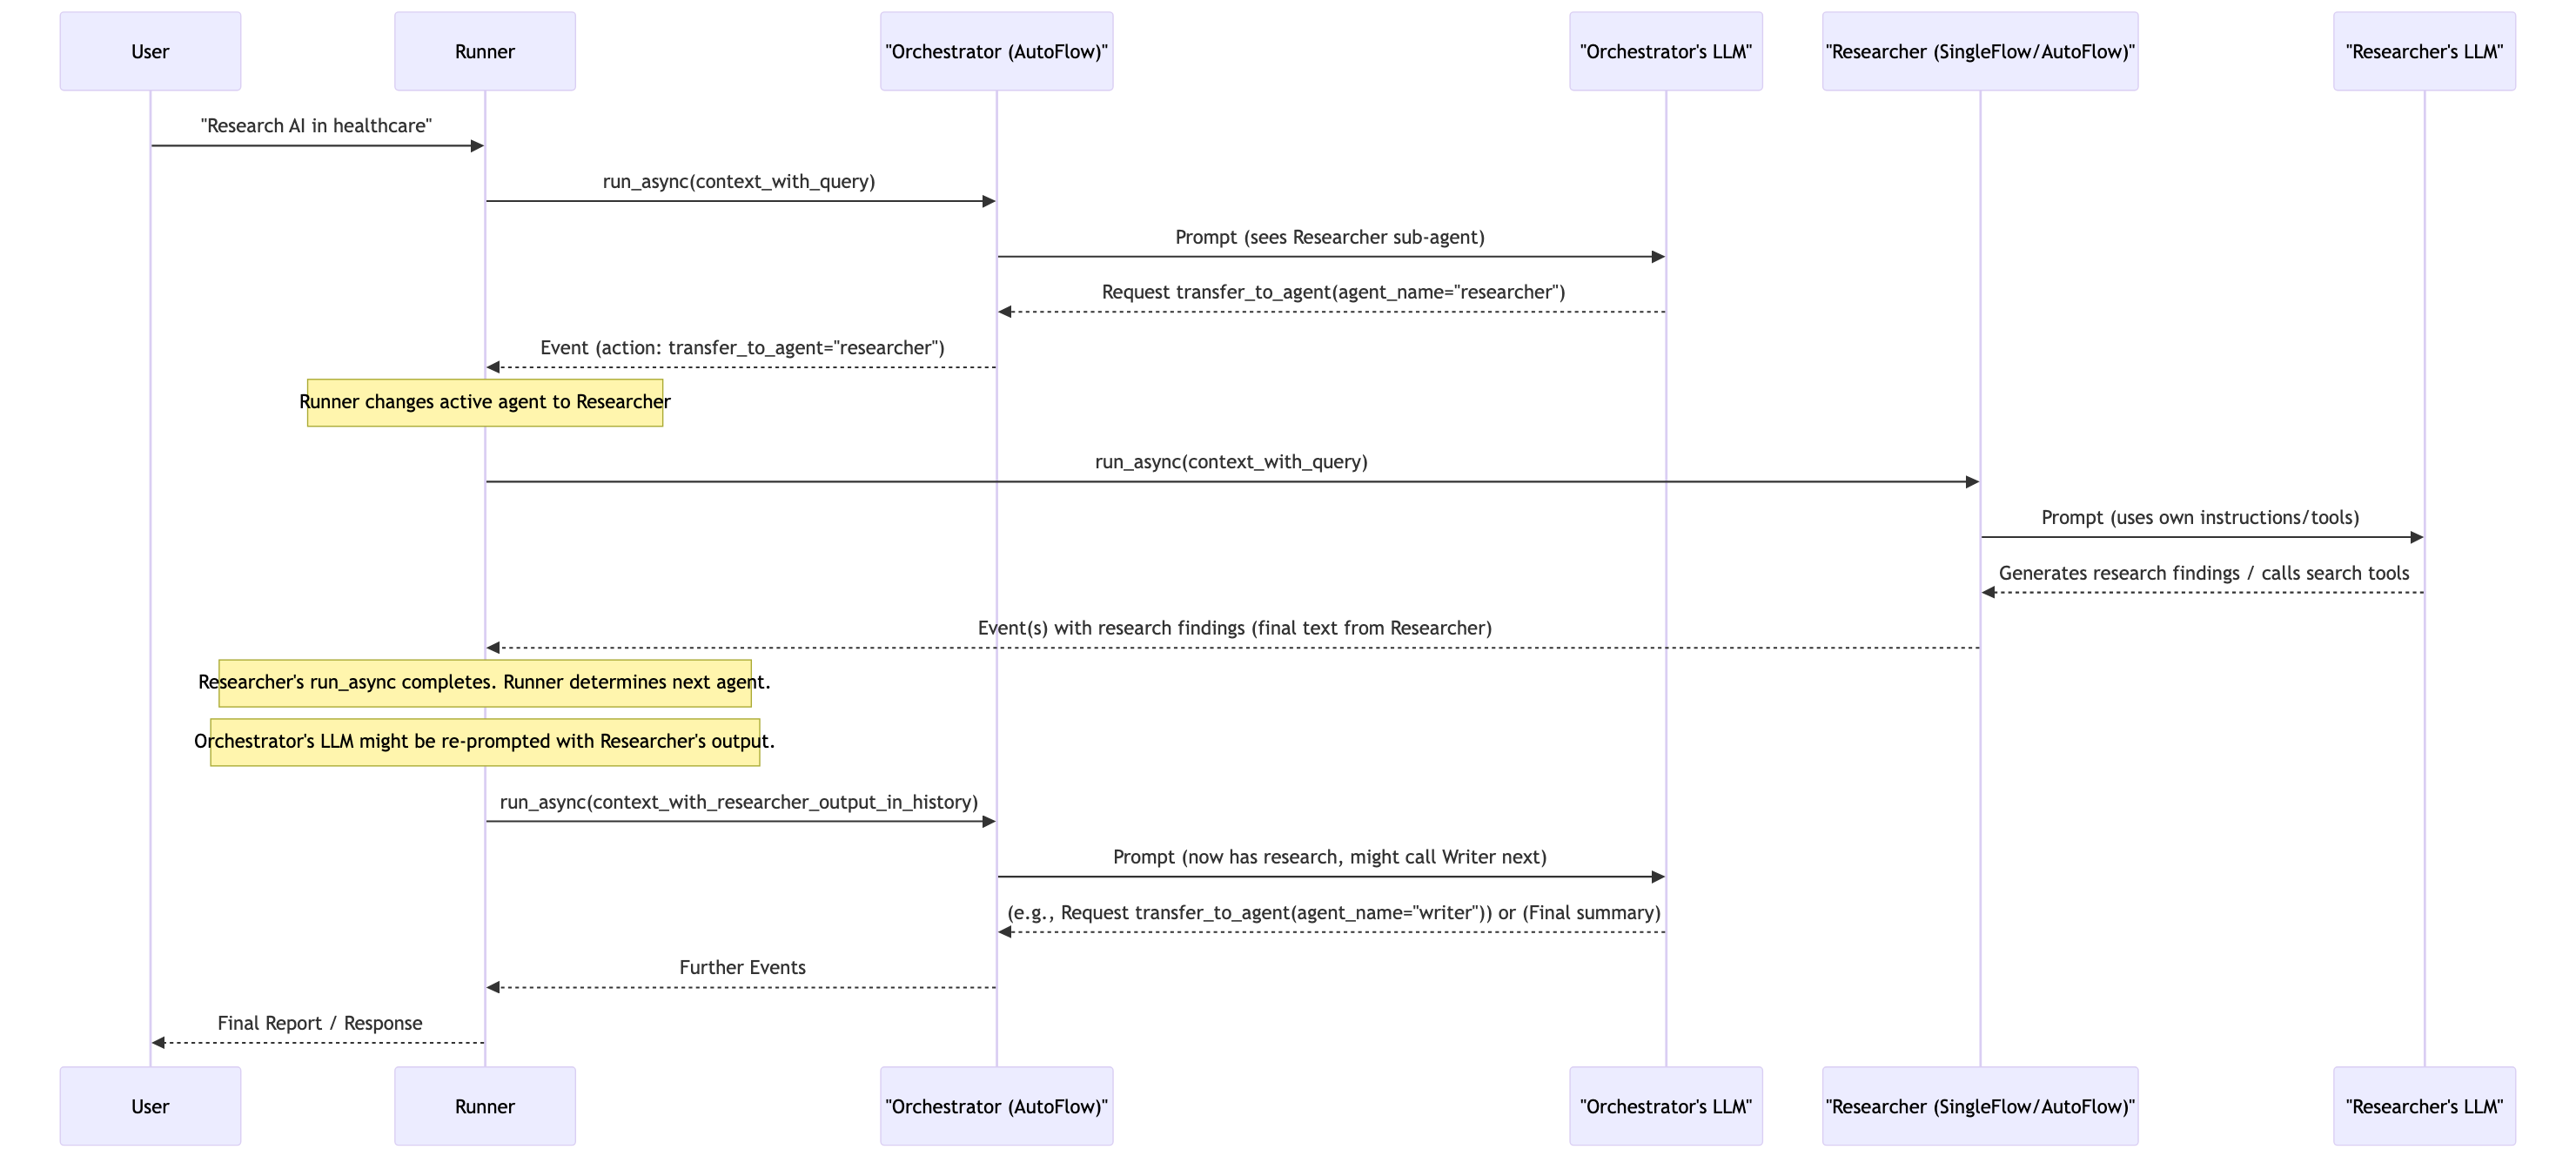 User
Runner
"Orchestrator (AutoFlow)"
"Orchestrator's LLM"
"Researcher (SingleFlow/AutoFlow)"
"Researcher's LLM"
"Research AI in healthcare"
run_async(context_with_query)
Prompt (sees Researcher sub-agent)
Request transfer_to_agent(agent_name="researcher")
Event (action: transfer_to_agent="researcher")
Runner changes active agent to Researcher
run_async(context_with_query)
Prompt (uses own instructions/tools)
Generates research findings / calls search tools
Event(s) with research findings (final text from Researcher)
Researcher's run_async completes. Runner determines next agent.
Orchestrator's LLM might be re-prompted with Researcher's output.
run_async(context_with_researcher_output_in_history)
Prompt (now has research, might call Writer next)
(e.g., Request transfer_to_agent(agent_name="writer")) or (Final summary)
Further Events
Final Report / Response
User
Runner
"Orchestrator (AutoFlow)"
"Orchestrator's LLM"
"Researcher (SingleFlow/AutoFlow)"
"Researcher's LLM"